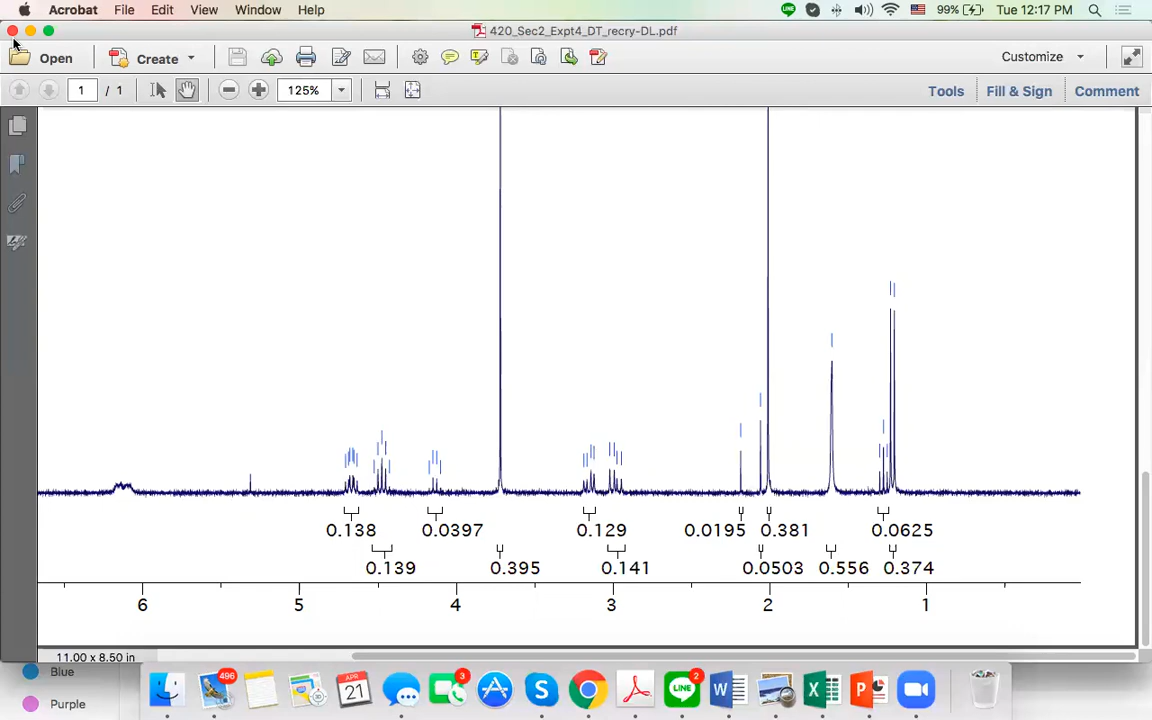 Acrobat File Edit View Window Help 99% Tue 12:17 PM
420_Sec2_Expt4_DT_recry-DL.pdf
Open Create Customize
1 / 1 125% Tools Fill & Sign Comment
0.138 0.0397 0.129 0.0195 0.381 0.0625
0.139 0.395 0.141 0.0503 0.556 0.374
6 5 4 3 2 1
11.00 x 8.50 in
Blue
Purple
496
APR
21
3
2